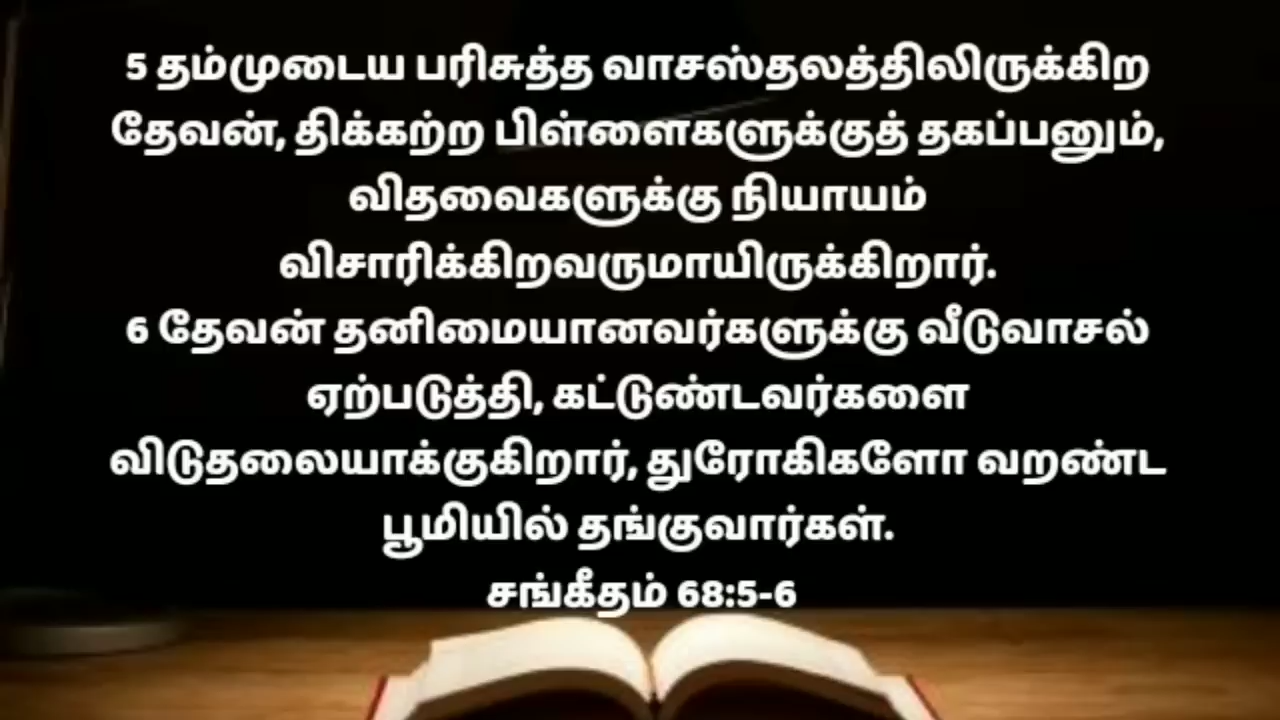 5 தம்முடைய பரிசுத்த வாசஸ்தலத்திலிருக்கிற
தேவன், திக்கற்ற பிள்ளைகளுக்குத் தகப்பனும்,
விதவைகளுக்கு நியாயம்
விசாரிக்கிறவருமாயிருக்கிறார்.
6 தேவன் தனிமையானவர்களுக்கு வீடுவாசல்
ஏற்படுத்தி, கட்டுண்டவர்களை
விடுதலையாக்குகிறார், துரோகிகளோ வறண்ட
பூமியில் தங்குவார்கள்.
சங்கீதம் 68:5-6